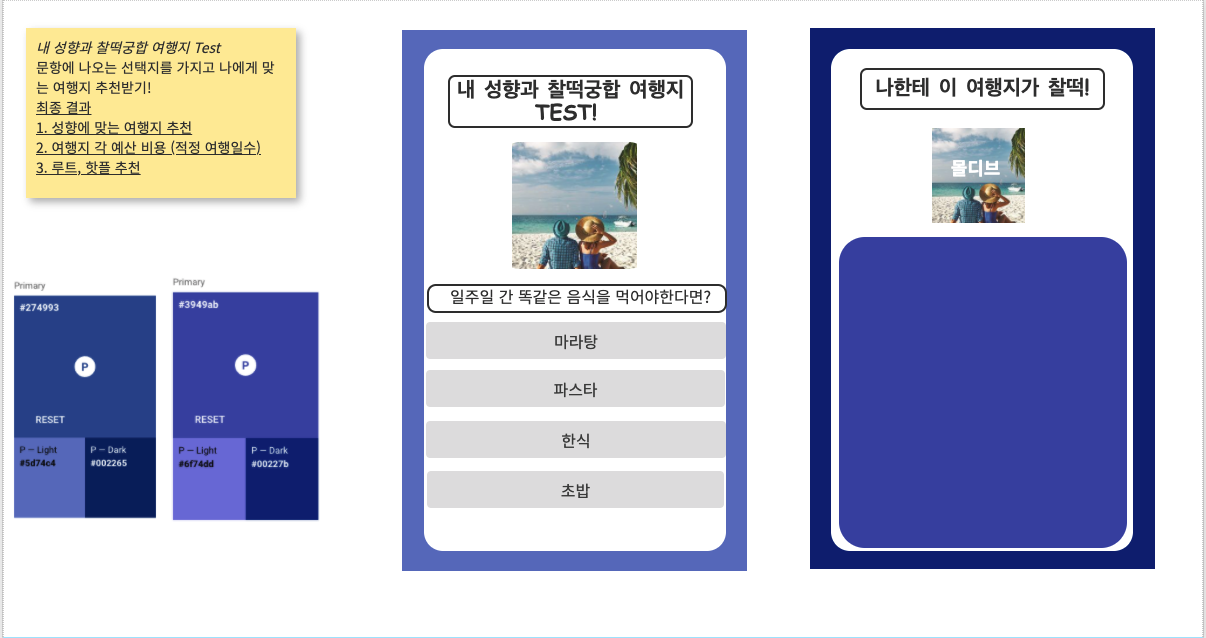 내 성향과 찰떡궁합 여행지 Test
문항에 나오는 선택지를 가지고 나에게 맞
는 여행지 추천받기!
최종 결과
1. 성향에 맞는 여행지 추천
2. 여행지 각 예산 비용 (적정 여행일수)
3. 루트, 핫플 추천
Primary
#274993
P
RESET
P — Light
#5d74c4
P — Dark
#002265
Primary
#3949ab
P
RESET
P — Light
#6f74dd
P — Dark
#00227b
내 성향과 찰떡궁합 여행지
TEST!
일주일 간 똑같은 음식을 먹어야한다면?
마라탕
파스타
한식
초밥
나한테 이 여행지가 찰떡!
몰디브